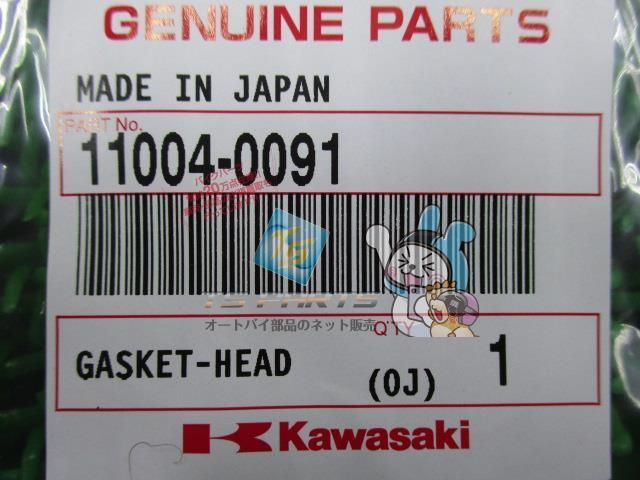 GENUINE PARTS
MADE IN JAPAN
PART No.
11004-0091
TS PARTS
オートバイ部品のネット販売
Q'TY
GASKET-HEAD
(0J)
1
Kawasaki